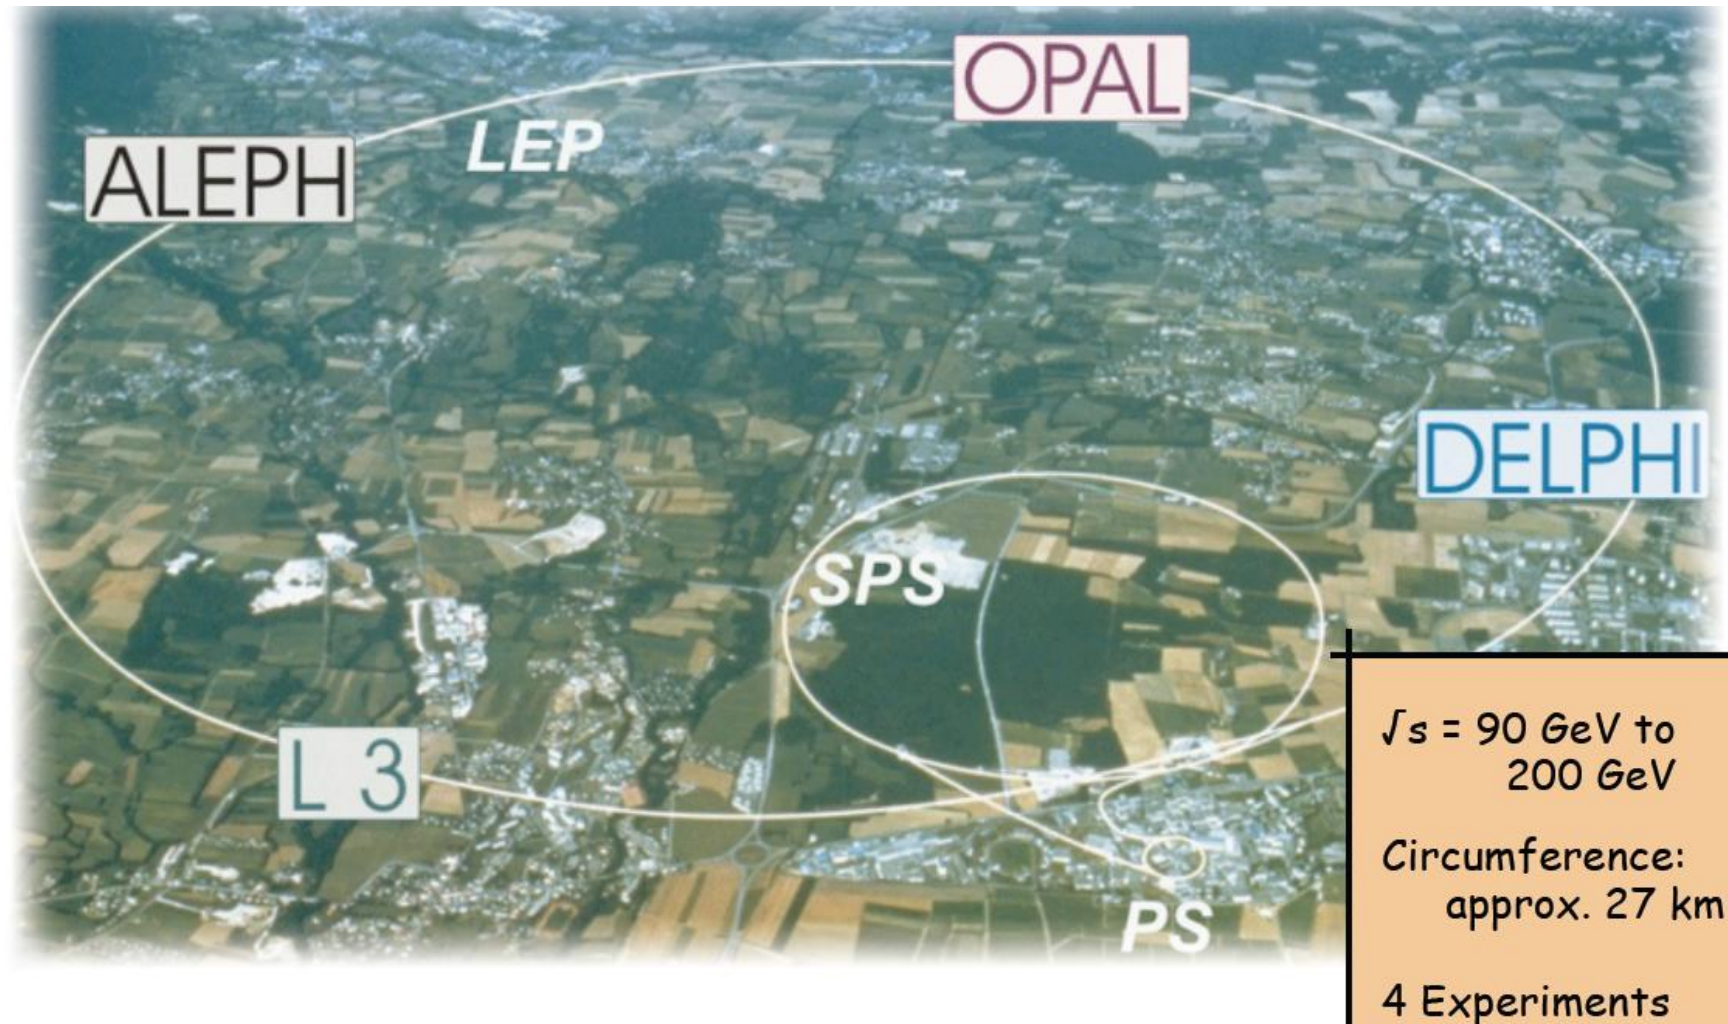 OPAL
LEP
ALEPH
DELPHI
SPS
L 3
PS
√s = 90 GeV to
200 GeV
Circumference:
approx. 27 km
4 Experiments